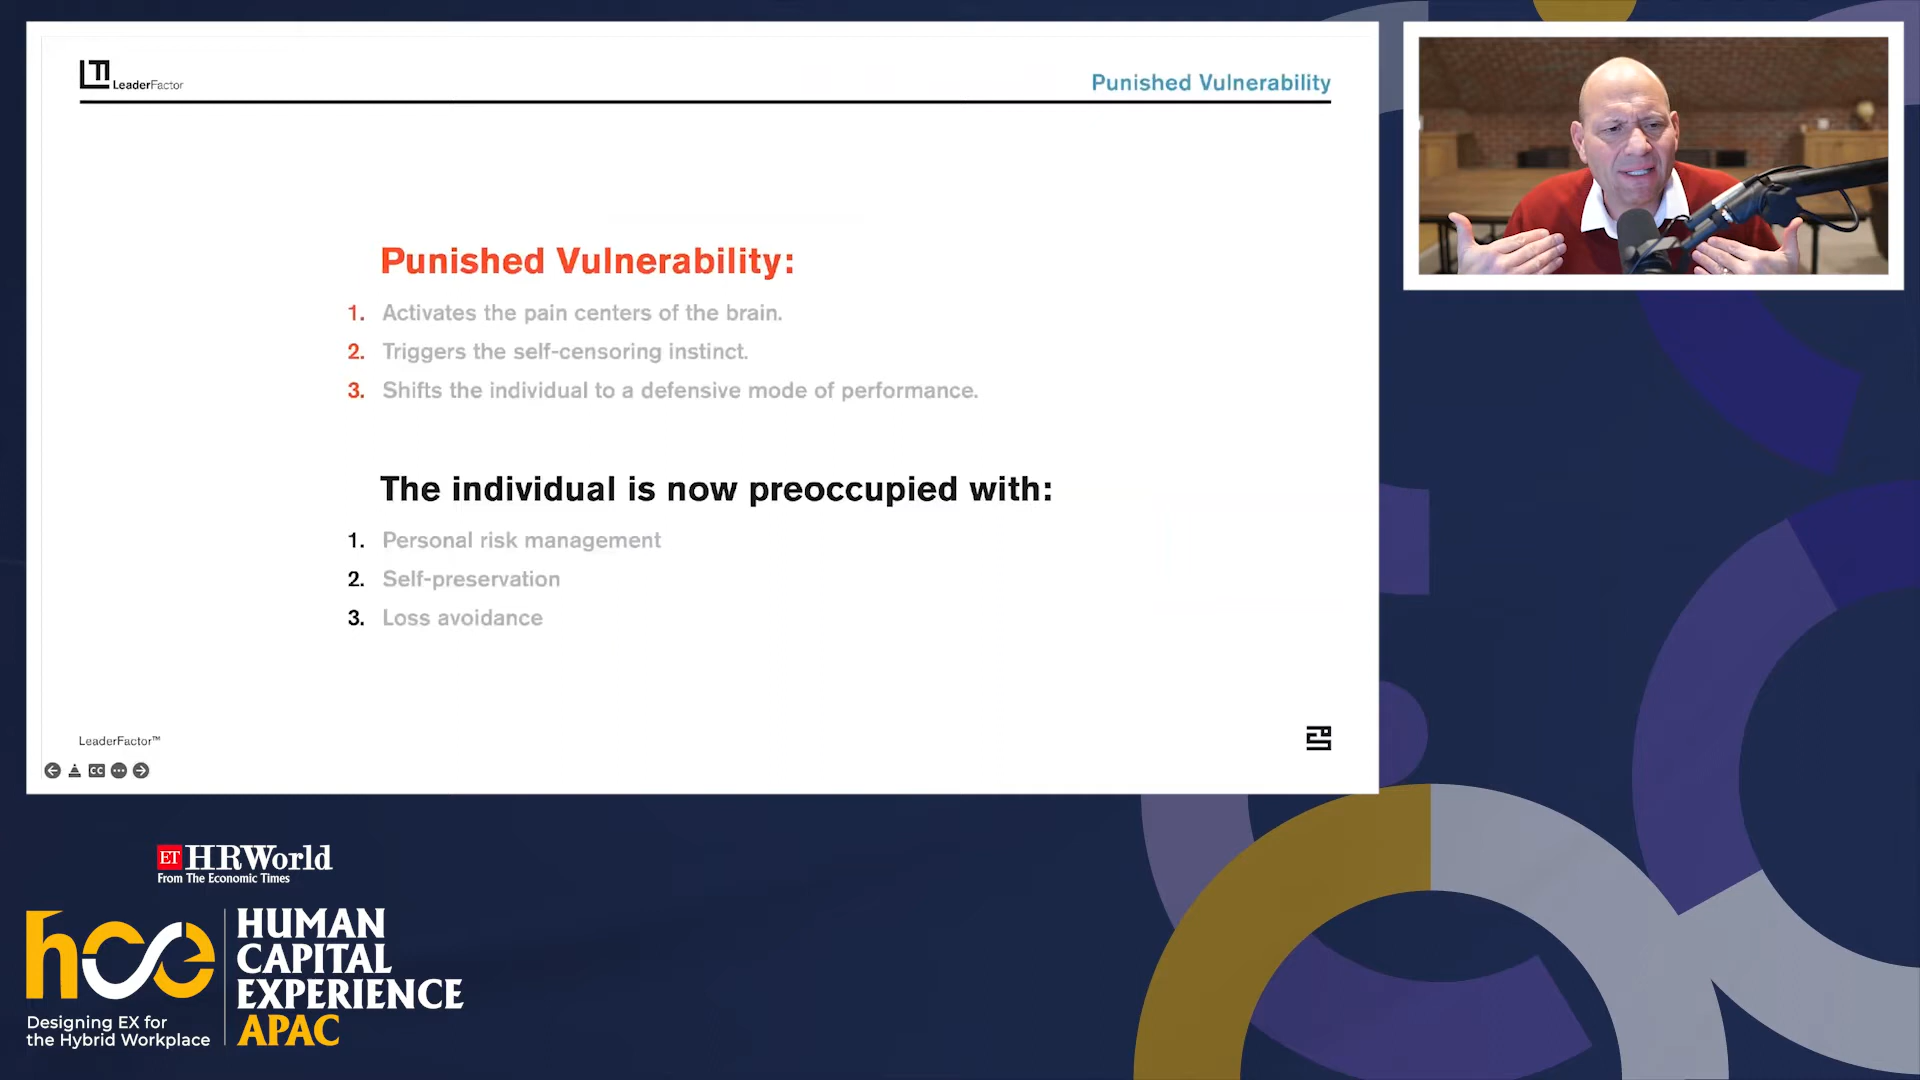 LeaderFactor
Punished Vulnerability
Punished Vulnerability:
1. Activates the pain centers of the brain.
2. Triggers the self-censoring instinct.
3. Shifts the individual to a defensive mode of performance.
The individual is now preoccupied with:
1. Personal risk management
2. Self-preservation
3. Loss avoidance
LeaderFactor™
CC
ET HRWorld
From The Economic Times
hce
HUMAN
CAPITAL
EXPERIENCE
APAC
Designing EX for
the Hybrid Workplace